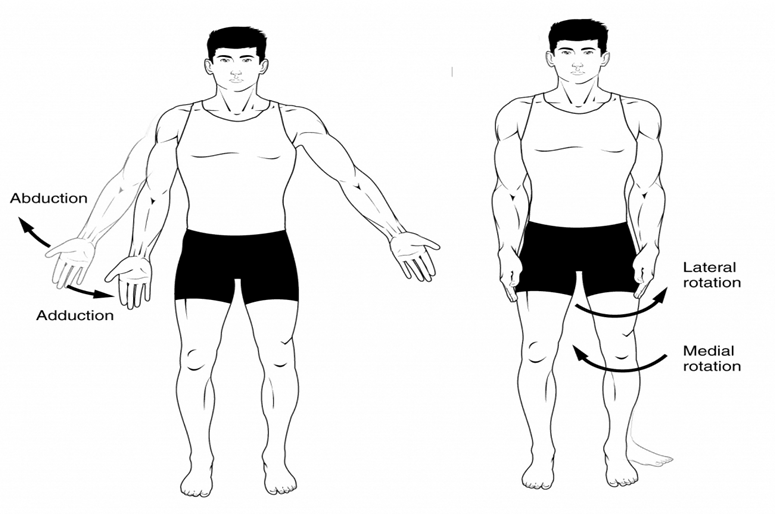 Abduction
Adduction
Lateral
rotation
Medial
rotation